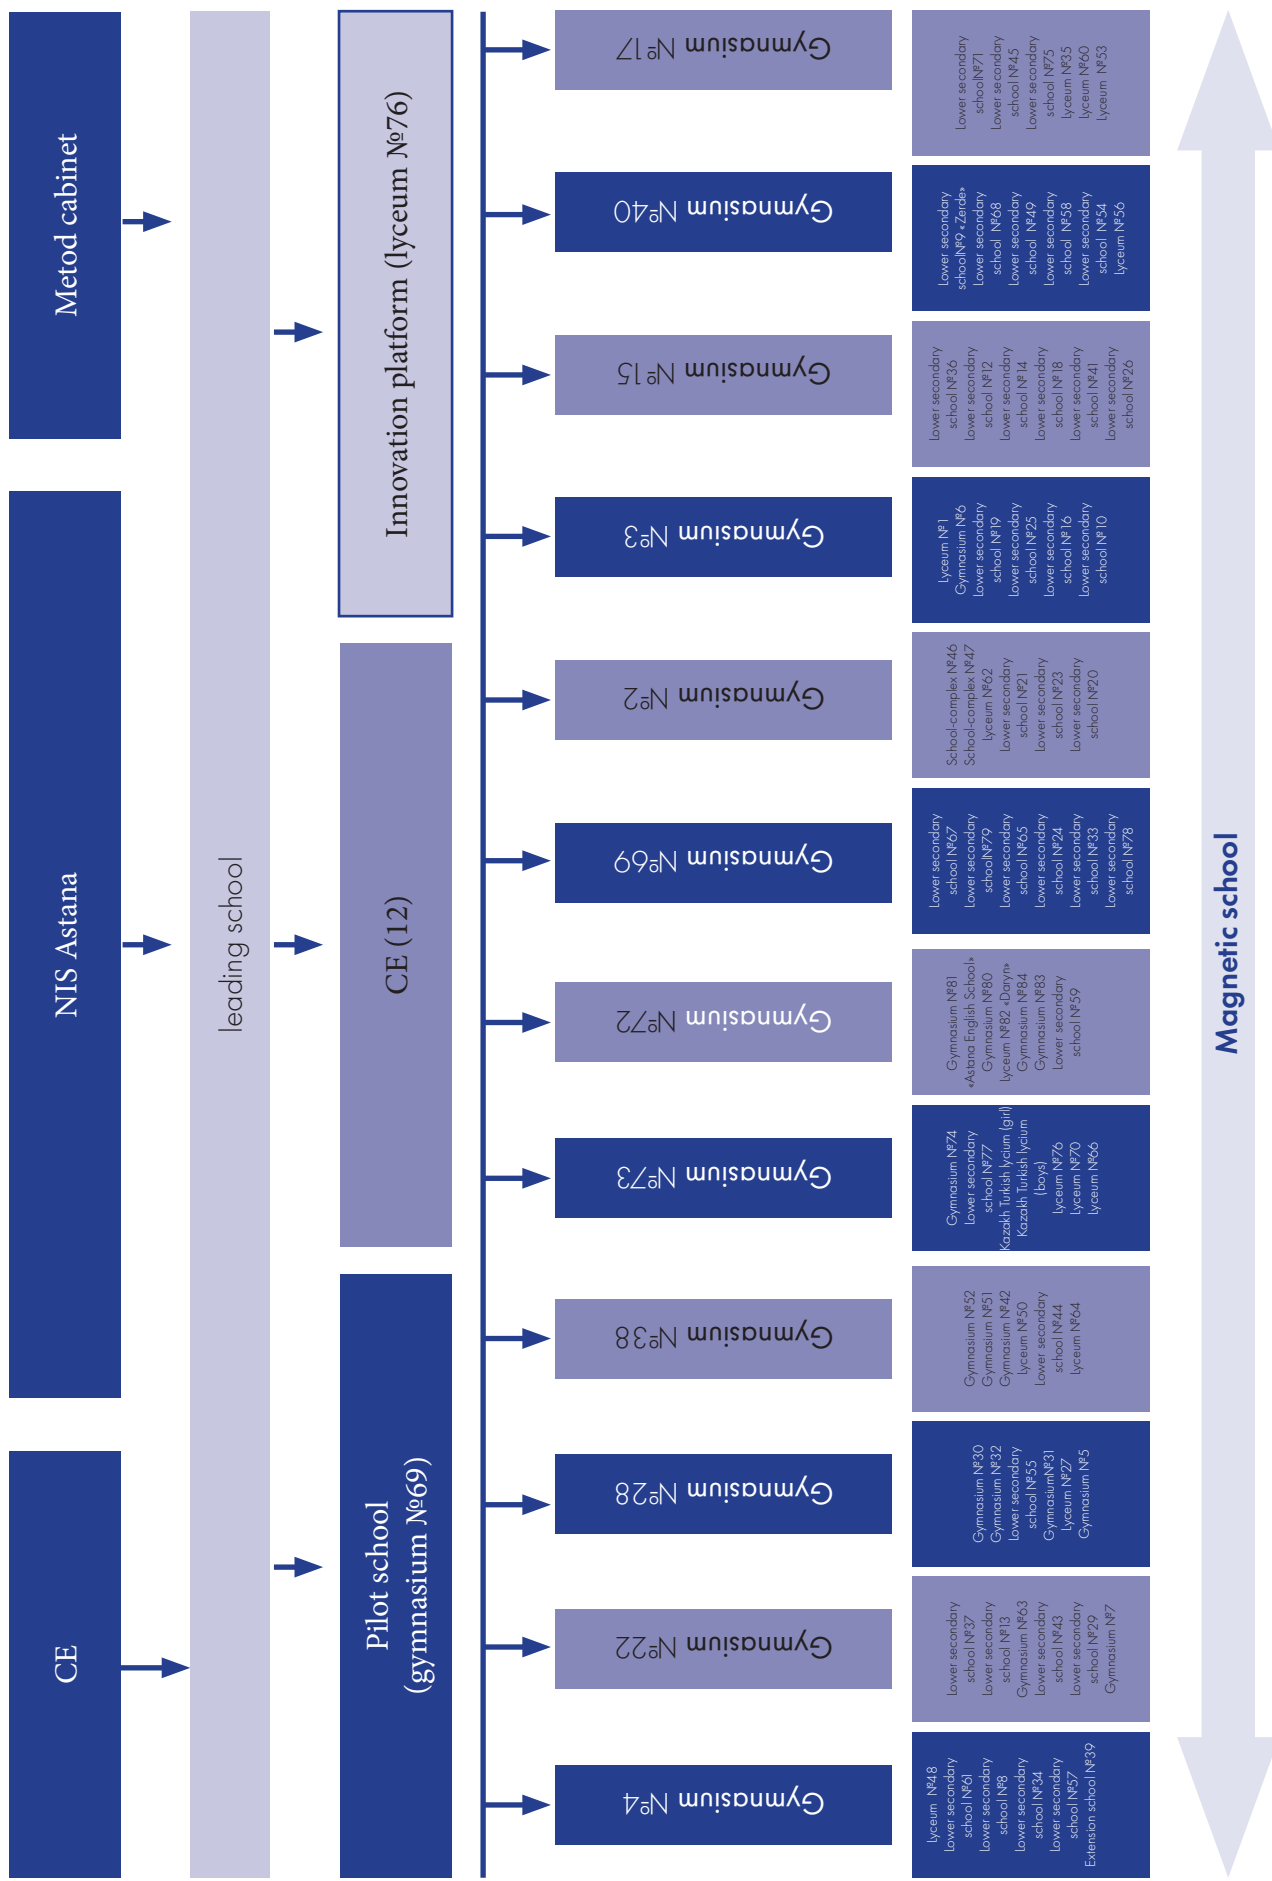 CE
NIS Astana
Metod cabinet
leading school
Pilot school
(gymnasium №69)
CE (12)
Innovation platform (lyceum №76)
Gymnasium №4
Gymnasium №22
Gymnasium №28
Gymnasium №38
Gymnasium №73
Gymnasium №72
Gymnasium №69
Gymnasium №2
Gymnasium №3
Gymnasium №15
Gymnasium №40
Gymnasium №17
Lyceum №48
Lower secondary
school №61
Lower secondary
school №8
Lower secondary
school №34
Lower secondary
school №57
Extension school №39
Lower secondary
school №37
Lower secondary
school №13
Gymnasium №63
Lower secondary
school №43
Lower secondary
school №29
Gymnasium №7
Gymnasium №30
Gymnasium №32
Lower secondary
school №55
Gymnasium№31
Lyceum №27
Gymnasium №5
Gymnasium №52
Gymnasium №51
Gymnasium №42
Lyceum №50
Lower secondary
school №44
Lyceum №64
Gymnasium №74
Lower secondary
school №77
Kazakh Turkish lycium (girl)
Kazakh Turkish lycium
(boys)
Lyceum №76
Lyceum №70
Lyceum №66
Gymnasium №81
«Astana English School»
Gymnasium №80
Lyceum №82 «Daryn»
Gymnasium №84
Gymnasium №83
Lower secondary
school №59
Lower secondary
school №67
Lower secondary
school№79
Lower secondary
school №65
Lower secondary
school №24
Lower secondary
school №33
Lower secondary
school №78
School-complex №46
School-complex №47
Lyceum №62
Lower secondary
school №21
Lower secondary
school №23
Lower secondary
school №20
Lyceum №1
Gymnasium №6
Lower secondary
school №19
Lower secondary
school №25
Lower secondary
school №16
Lower secondary
school №10
Lower secondary
school №36
Lower secondary
school №12
Lower secondary
school №14
Lower secondary
school №18
Lower secondary
school №41
Lower secondary
school №26
Lower secondary
school№9 «Zerde»
Lower secondary
school №68
Lower secondary
school №49
Lower secondary
school №58
Lower secondary
school №54
Lyceum №56
Lower secondary
school№71
Lower secondary
school №45
Lower secondary
school №75
Lyceum №35
Lyceum №60
Lyceum №53
Magnetic school